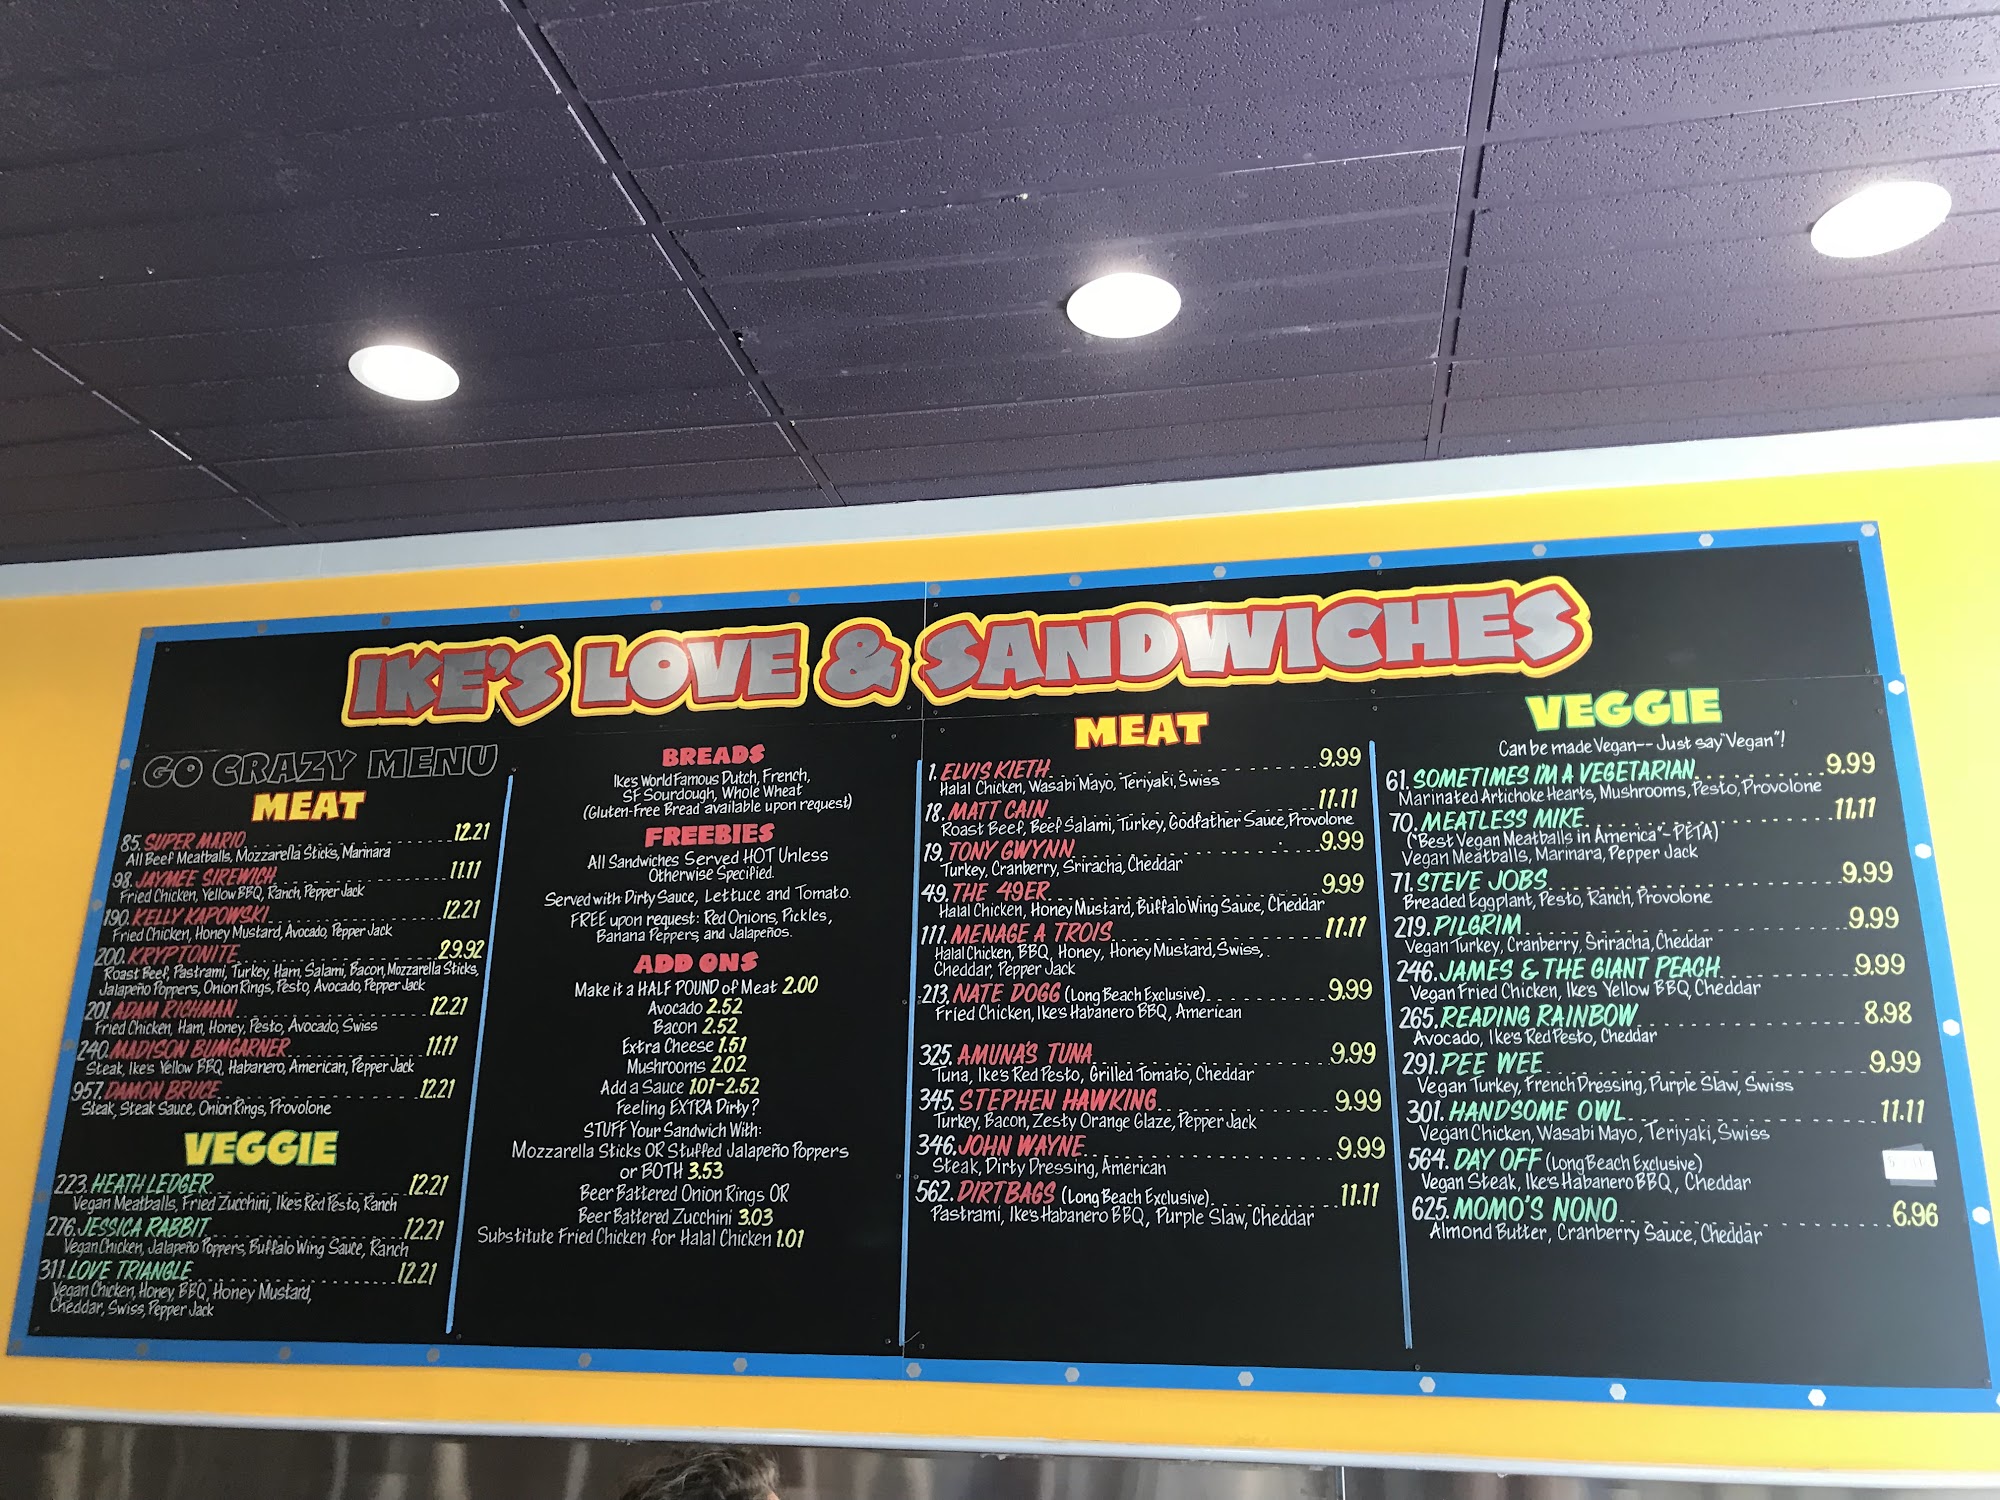 IKE'S LOVE & SANDWICHES
GO CRAZY MENU
MEAT
85. SUPER MARIO 12.21
All Beef Meatballs, Mozzarella Sticks, Marinara
98. JAYMEE SIREWICH 11.11
Fried Chicken, Yellow BBQ, Ranch, Pepper Jack
190. KELLY KAPOWSKI 12.21
Fried Chicken, Honey Mustard, Avocado, Pepper Jack
200. KRYPTONITE 29.92
Roast Beef, Pastrami, Turkey, Ham, Salami, Bacon, Mozzarella Sticks,
Jalapeño Poppers, Onion Rings, Pesto, Avocado, Pepper Jack
201. ADAM RICHMAN 12.21
Fried Chicken, Ham, Honey, Pesto, Avocado, Swiss
240. MADISON BUMGARNER 11.11
Steak, Ike's Yellow BBQ, Habanero, American, Pepper Jack
957. DAMON BRUCE 12.21
Steak, Steak Sauce, Onion Rings, Provolone
VEGGIE
223. HEATH LEDGER 12.21
Vegan Meatballs, Fried Zucchini, Ike's Red Pesto, Ranch
276. JESSICA RABBIT 12.21
Vegan Chicken, Jalapeño Poppers, Buffalo Wing Sauce, Ranch
311. LOVE TRIANGLE 12.21
Vegan Chicken, Honey, BBQ, Honey Mustard,
Cheddar, Swiss, Pepper Jack
BREADS
Ike's World Famous Dutch, French,
SF Sourdough, Whole Wheat
(Gluten-Free Bread available upon request)
FREEBIES
All Sandwiches Served HOT Unless
Otherwise Specified.
Served with Dirty Sauce, Lettuce and Tomato.
FREE upon request: Red Onions, Pickles,
Banana Peppers, and Jalapeños.
ADD ONS
Make it a HALF POUND of Meat 2.00
Avocado 2.52
Bacon 2.52
Extra Cheese 1.51
Mushrooms 2.02
Add a Sauce 1.01-2.52
Feeling EXTRA Dirty?
STUFF Your Sandwich With:
Mozzarella Sticks OR Stuffed Jalapeño Poppers
or BOTH 3.53
Beer Battered Onion Rings OR
Beer Battered Zucchini 3.03
Substitute Fried Chicken for Halal Chicken 1.01
MEAT
1. ELVIS KIETH 9.99
Halal Chicken, Wasabi Mayo, Teriyaki, Swiss
18. MATT CAIN 11.11
Roast Beef, Beef Salami, Turkey, Godfather Sauce, Provolone
19. TONY GWYNN 9.99
Turkey, Cranberry, Sriracha, Cheddar
49. THE 49ER 9.99
Halal Chicken, Honey Mustard, Buffalo Wing Sauce, Cheddar
111. MENAGE A TROIS 11.11
Halal Chicken, BBQ, Honey, Honey Mustard, Swiss,
Cheddar, Pepper Jack
213. NATE DOGG (Long Beach Exclusive) 9.99
Fried Chicken, Ike's Habanero BBQ, American
325. AMUNA'S TUNA 9.99
Tuna, Ike's Red Pesto, Grilled Tomato, Cheddar
345. STEPHEN HAWKING 9.99
Turkey, Bacon, Zesty Orange Glaze, Pepper Jack
346. JOHN WAYNE 9.99
Steak, Dirty Dressing, American
562. DIRTBAGS (Long Beach Exclusive) 11.11
Pastrami, Ike's Habanero BBQ, Purple Slaw, Cheddar
VEGGIE
Can be made Vegan-- Just say "Vegan"!
61. SOMETIMES I'M A VEGETARIAN 9.99
Marinated Artichoke Hearts, Mushrooms, Pesto, Provolone
70. MEATLESS MIKE 11.11
("Best Vegan Meatballs in America"- PETA)
Vegan Meatballs, Marinara, Pepper Jack
71. STEVE JOBS 9.99
Breaded Eggplant, Pesto, Ranch, Provolone
219. PILGRIM 9.99
Vegan Turkey, Cranberry, Sriracha, Cheddar
246. JAMES & THE GIANT PEACH 9.99
Vegan Fried Chicken, Ike's Yellow BBQ, Cheddar
265. READING RAINBOW 8.98
Avocado, Ike's Red Pesto, Cheddar
291. PEE WEE 9.99
Vegan Turkey, French Dressing, Purple Slaw, Swiss
301. HANDSOME OWL 11.11
Vegan Chicken, Wasabi Mayo, Teriyaki, Swiss
564. DAY OFF (Long Beach Exclusive)
Vegan Steak, Ike's Habanero BBQ, Cheddar
625. MOMO'S NONO 6.96
Almond Butter, Cranberry Sauce, Cheddar